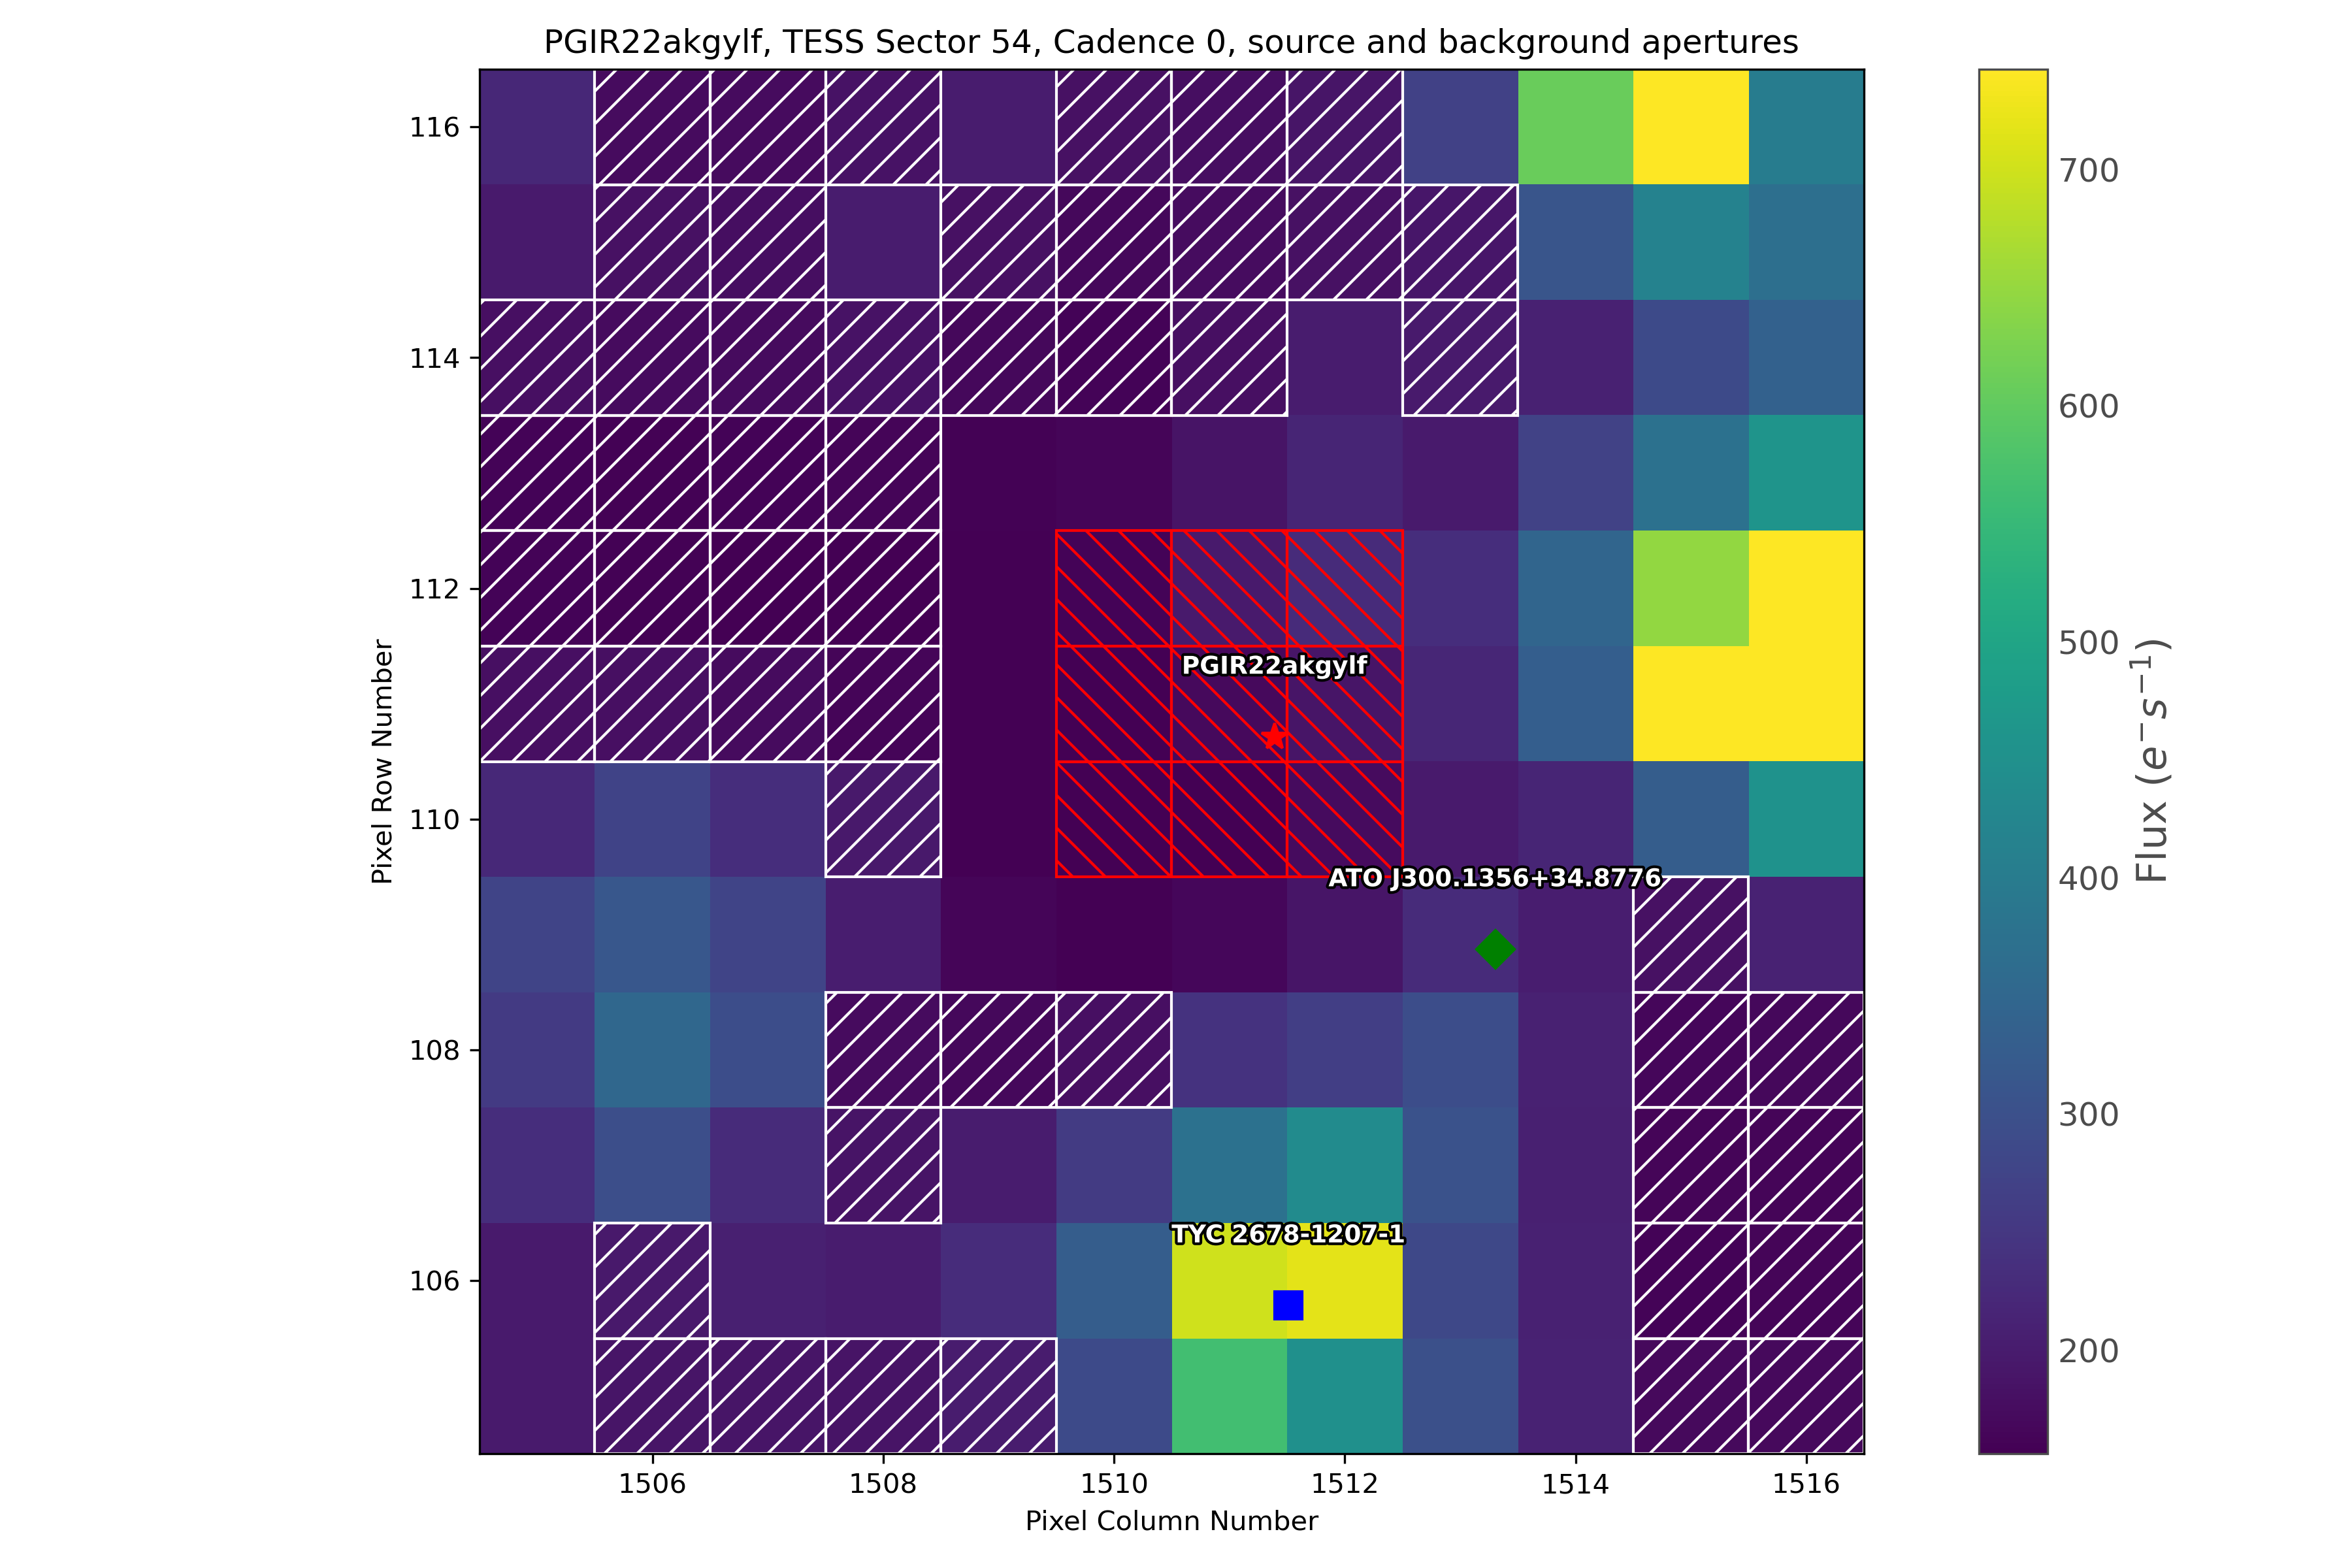 PGIR22akgylf, TESS Sector 54, Cadence 0, source and background apertures
116
114
112
110
108
106
Pixel Row Number
1506 1508 1510 1512 1514 1516
Pixel Column Number
PGIR22akgylf
ATO J300.1356+34.8776
TYC 2678-1207-1
700
600
500
400
300
200
Flux (e⁻s⁻¹)